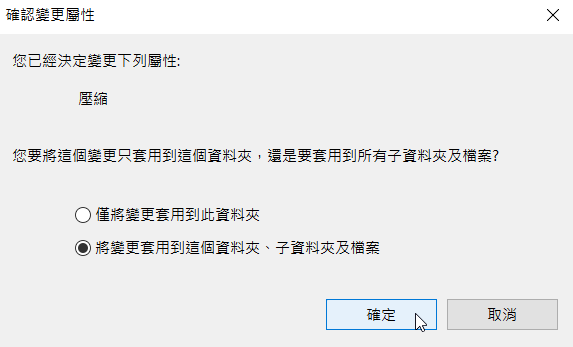 確認變更屬性
您已經決定變更下列屬性:
壓縮
您要將這個變更只套用到這個資料夾，還是要套用到所有子資料夾及檔案?
僅將變更套用到此資料夾
將變更套用到這個資料夾、子資料夾及檔案
確定
取消